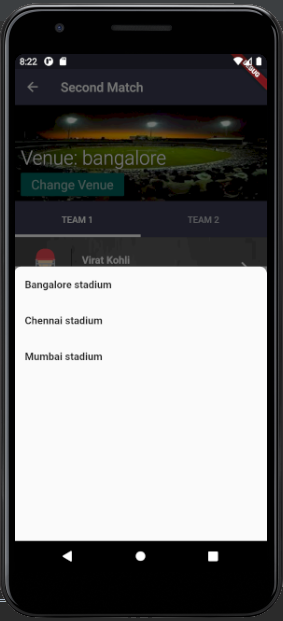 8:22
Second Match
Venue: bangalore
Change Venue
TEAM 1 TEAM 2
Virat Kohli
Bangalore stadium
Chennai stadium
Mumbai stadium